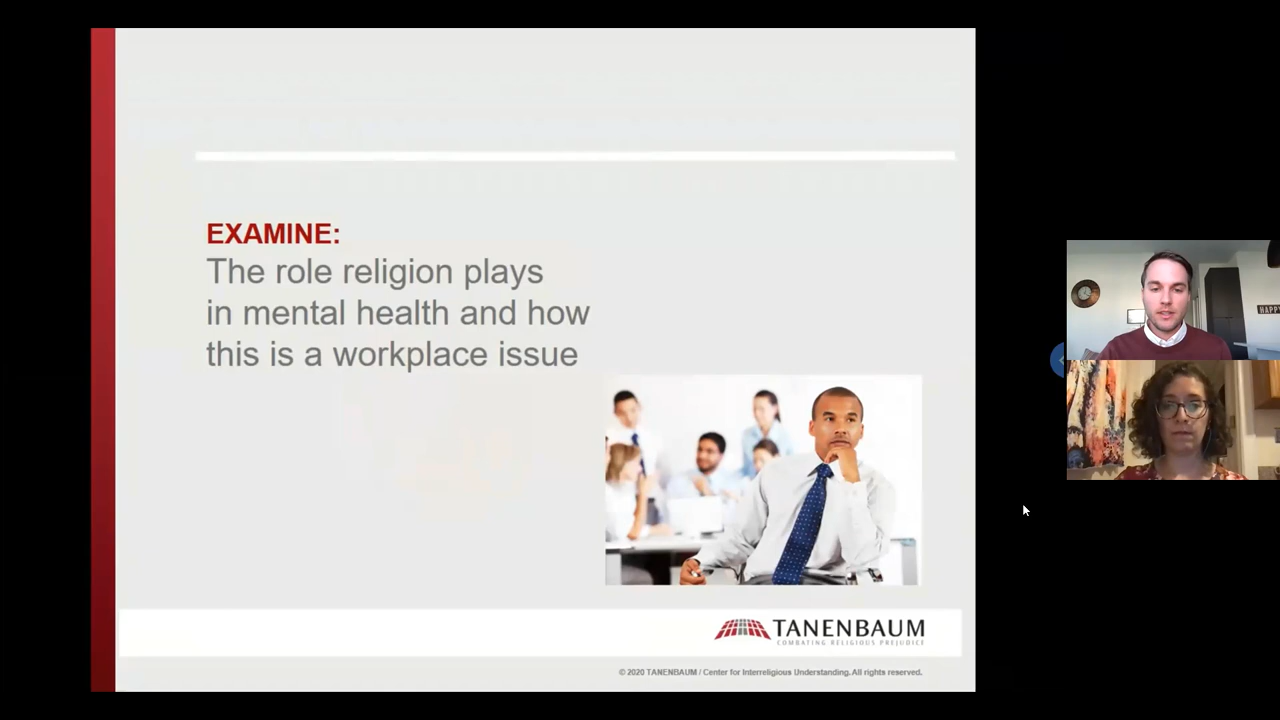 EXAMINE:
The role religion plays
in mental health and how
this is a workplace issue
TANENBAUM
COMBATING RELIGIOUS PREJUDICE
© 2020 TANENBAUM / Center for Interreligious Understanding. All rights reserved.
HAPPY